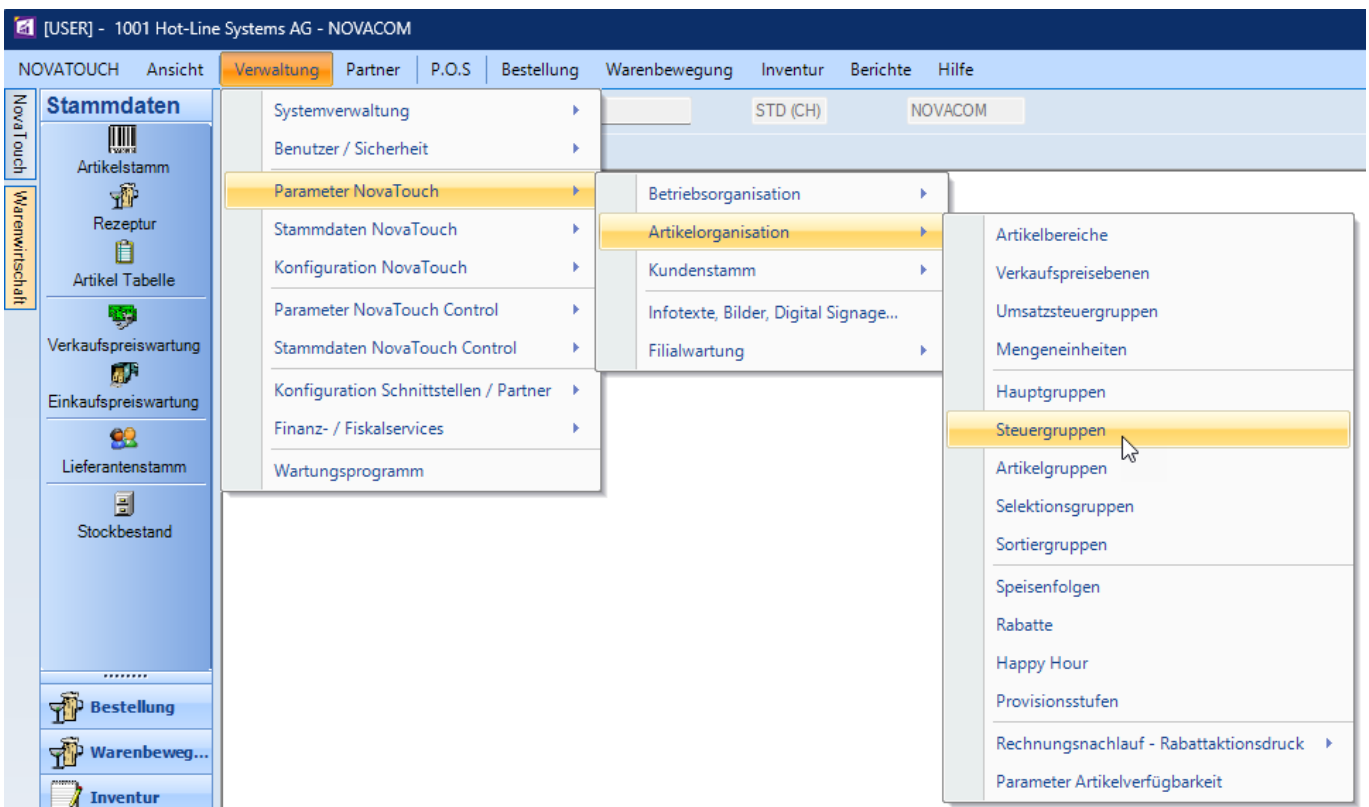 [USER] - 1001 Hot-Line Systems AG - NOVACOM
NOVATOUCH Ansicht Verwaltung Partner P.O.S Bestellung Warenbewegung Inventur Berichte Hilfe
NovaTouch
Warenwirtschaft
Stammdaten
Artikelstamm
Rezeptur
Artikel Tabelle
Verkaufspreiswartung
Einkaufspreiswartung
Lieferantenstamm
Stockbestand
Bestellung
Warenbeweg...
Inventur
STD (CH) NOVACOM
Systemverwaltung
Benutzer / Sicherheit
Parameter NovaTouch
Stammdaten NovaTouch
Konfiguration NovaTouch
Parameter NovaTouch Control
Stammdaten NovaTouch Control
Konfiguration Schnittstellen / Partner
Finanz- / Fiskalservices
Wartungsprogramm
Betriebsorganisation
Artikelorganisation
Kundenstamm
Infotexte, Bilder, Digital Signage...
Filialwartung
Artikelbereiche
Verkaufspreisebenen
Umsatzsteuergruppen
Mengeneinheiten
Hauptgruppen
Steuergruppen
Artikelgruppen
Selektionsgruppen
Sortiergruppen
Speisenfolgen
Rabatte
Happy Hour
Provisionsstufen
Rechnungsnachlauf - Rabattaktionsdruck
Parameter Artikelverfügbarkeit